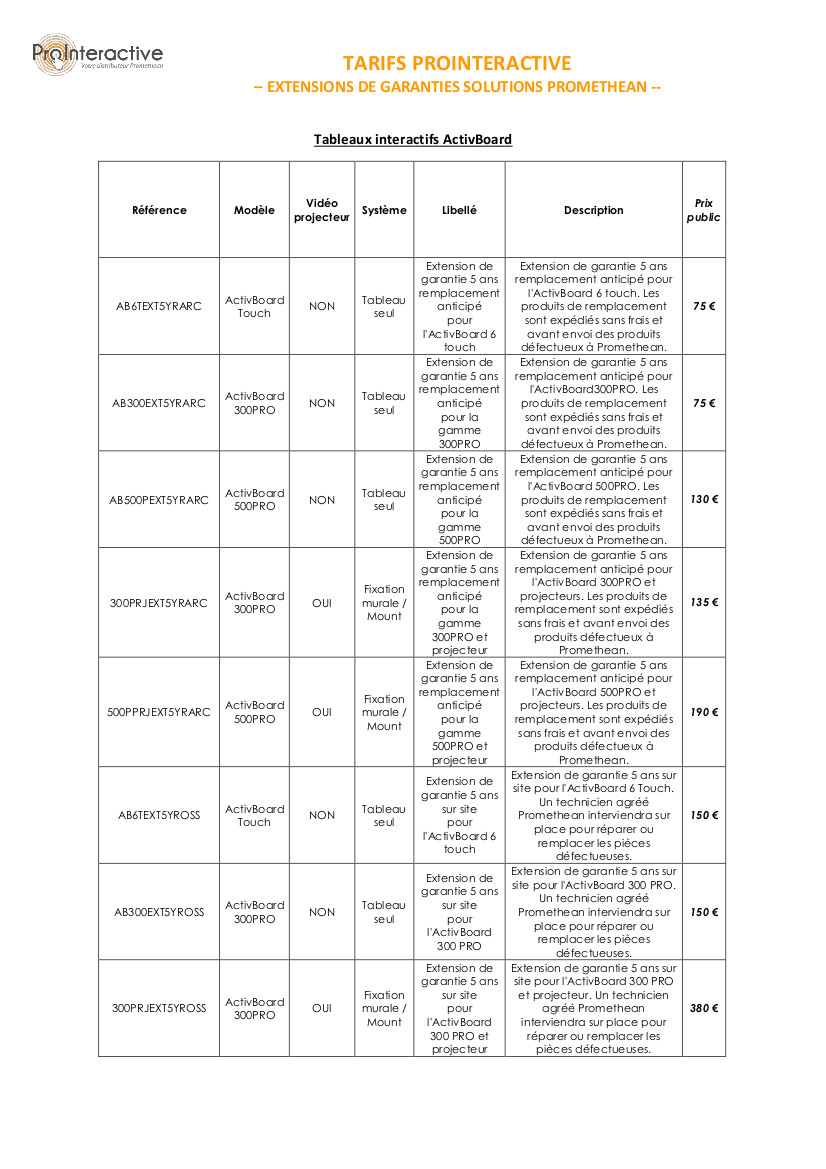 ProInteractive
Votre distributeur Promethean
TARIFS PROINTERACTIVE
– EXTENSIONS DE GARANTIES SOLUTIONS PROMETHEAN --
Tableaux interactifs ActivBoard
Référence
Modèle
Vidéo
projecteur
Système
Libellé
Description
Prix
public
AB6TEXT5YRARC
ActivBoard
Touch
NON
Tableau
seul
Extension de
garantie 5 ans
remplacement
anticipé
pour
l'ActivBoard 6
touch
Extension de garantie 5 ans
remplacement anticipé pour
l'ActivBoard 6 touch. Les
produits de remplacement
sont expédiés sans frais et
avant envoi des produits
défectueux à Promethean.
75 €
AB300EXT5YRARC
ActivBoard
300PRO
NON
Tableau
seul
Extension de
garantie 5 ans
remplacement
anticipé
pour la
gamme
300PRO
Extension de garantie 5 ans
remplacement anticipé pour
l'ActivBoard300PRO. Les
produits de remplacement
sont expédiés sans frais et
avant envoi des produits
défectueux à Promethean.
75 €
AB500PEXT5YRARC
ActivBoard
500PRO
NON
Tableau
seul
Extension de
garantie 5 ans
remplacement
anticipé
pour la
gamme
500PRO
Extension de garantie 5 ans
remplacement anticipé pour
l'ActivBoard 500PRO. Les
produits de remplacement
sont expédiés sans frais et
avant envoi des produits
défectueux à Promethean.
130 €
300PRJEXT5YRARC
ActivBoard
300PRO
OUI
Fixation
murale /
Mount
Extension de
garantie 5 ans
remplacement
anticipé
pour la
gamme
300PRO et
projecteur
Extension de garantie 5 ans
remplacement anticipé pour
l'ActivBoard 300PRO et
projecteurs. Les produits de
remplacement sont expédiés
sans frais et avant envoi des
produits défectueux à
Promethean.
135 €
500PPRJEXT5YRARC
ActivBoard
500PRO
OUI
Fixation
murale /
Mount
Extension de
garantie 5 ans
remplacement
anticipé
pour la
gamme
500PRO et
projecteur
Extension de garantie 5 ans
remplacement anticipé pour
l'ActivBoard 500PRO et
projecteurs. Les produits de
remplacement sont expédiés
sans frais et avant envoi des
produits défectueux à
Promethean.
190 €
AB6TEXT5YROSS
ActivBoard
Touch
NON
Tableau
seul
Extension de
garantie 5 ans
sur site
pour
l'ActivBoard 6
touch
Extension de garantie 5 ans sur
site pour l'ActivBoard 6 Touch.
Un technicien agréé
Promethean interviendra sur
place pour réparer ou
remplacer les pièces
défectueuses.
150 €
AB300EXT5YROSS
ActivBoard
300PRO
NON
Tableau
seul
Extension de
garantie 5 ans
sur site
pour
l'ActivBoard
300 PRO
Extension de garantie 5 ans sur
site pour l'ActivBoard 300 PRO.
Un technicien agréé
Promethean interviendra sur
place pour réparer ou
remplacer les pièces
défectueuses.
150 €
300PRJEXT5YROSS
ActivBoard
300PRO
OUI
Fixation
murale /
Mount
Extension de
garantie 5 ans
sur site
pour
l'ActivBoard
300 PRO et
projecteur
Extension de garantie 5 ans sur
site pour l'ActivBoard 300 PRO
et projecteur. Un technicien
agréé Promethean
interviendra sur place pour
réparer ou remplacer les
pièces défectueuses.
380 €